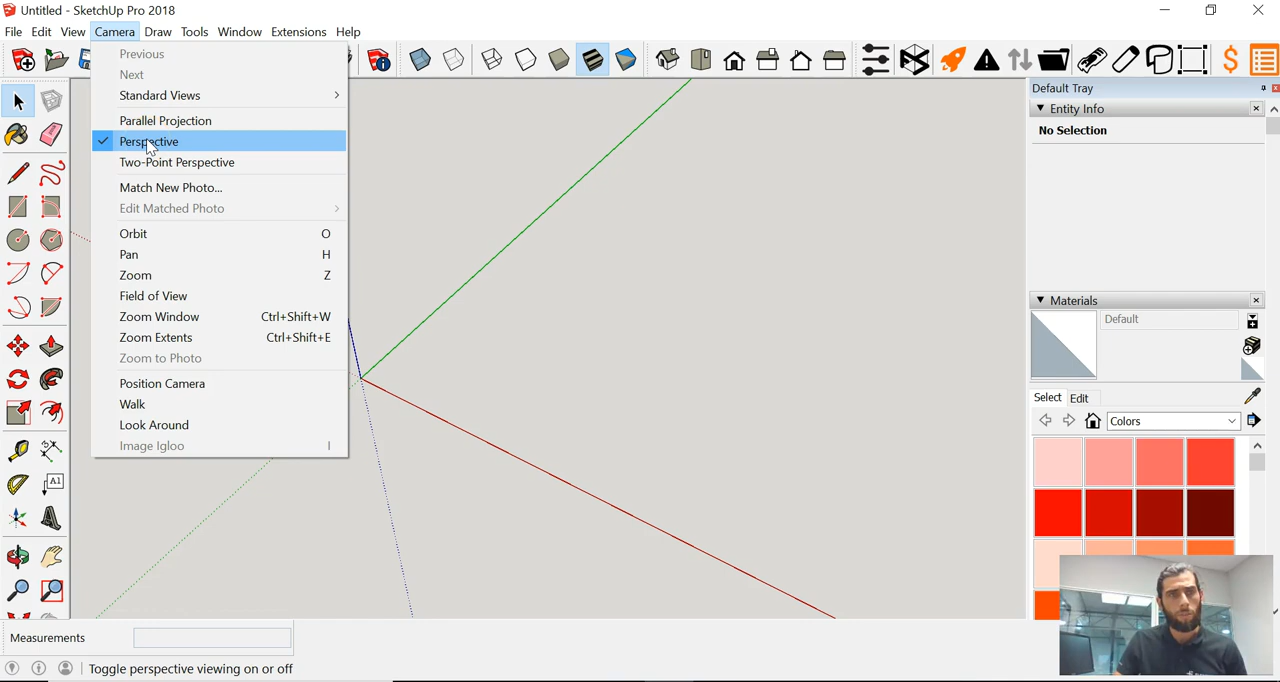 Untitled - SketchUp Pro 2018
File Edit View Camera Draw Tools Window Extensions Help
Previous
Next
Standard Views
Parallel Projection
Perspective
Two-Point Perspective
Match New Photo...
Edit Matched Photo
Orbit O
Pan H
Zoom Z
Field of View
Zoom Window Ctrl+Shift+W
Zoom Extents Ctrl+Shift+E
Zoom to Photo
Position Camera
Walk
Look Around
Image Igloo I
A1
Default Tray
Entity Info
No Selection
Materials
Default
Select Edit
Colors
Measurements
Toggle perspective viewing on or off